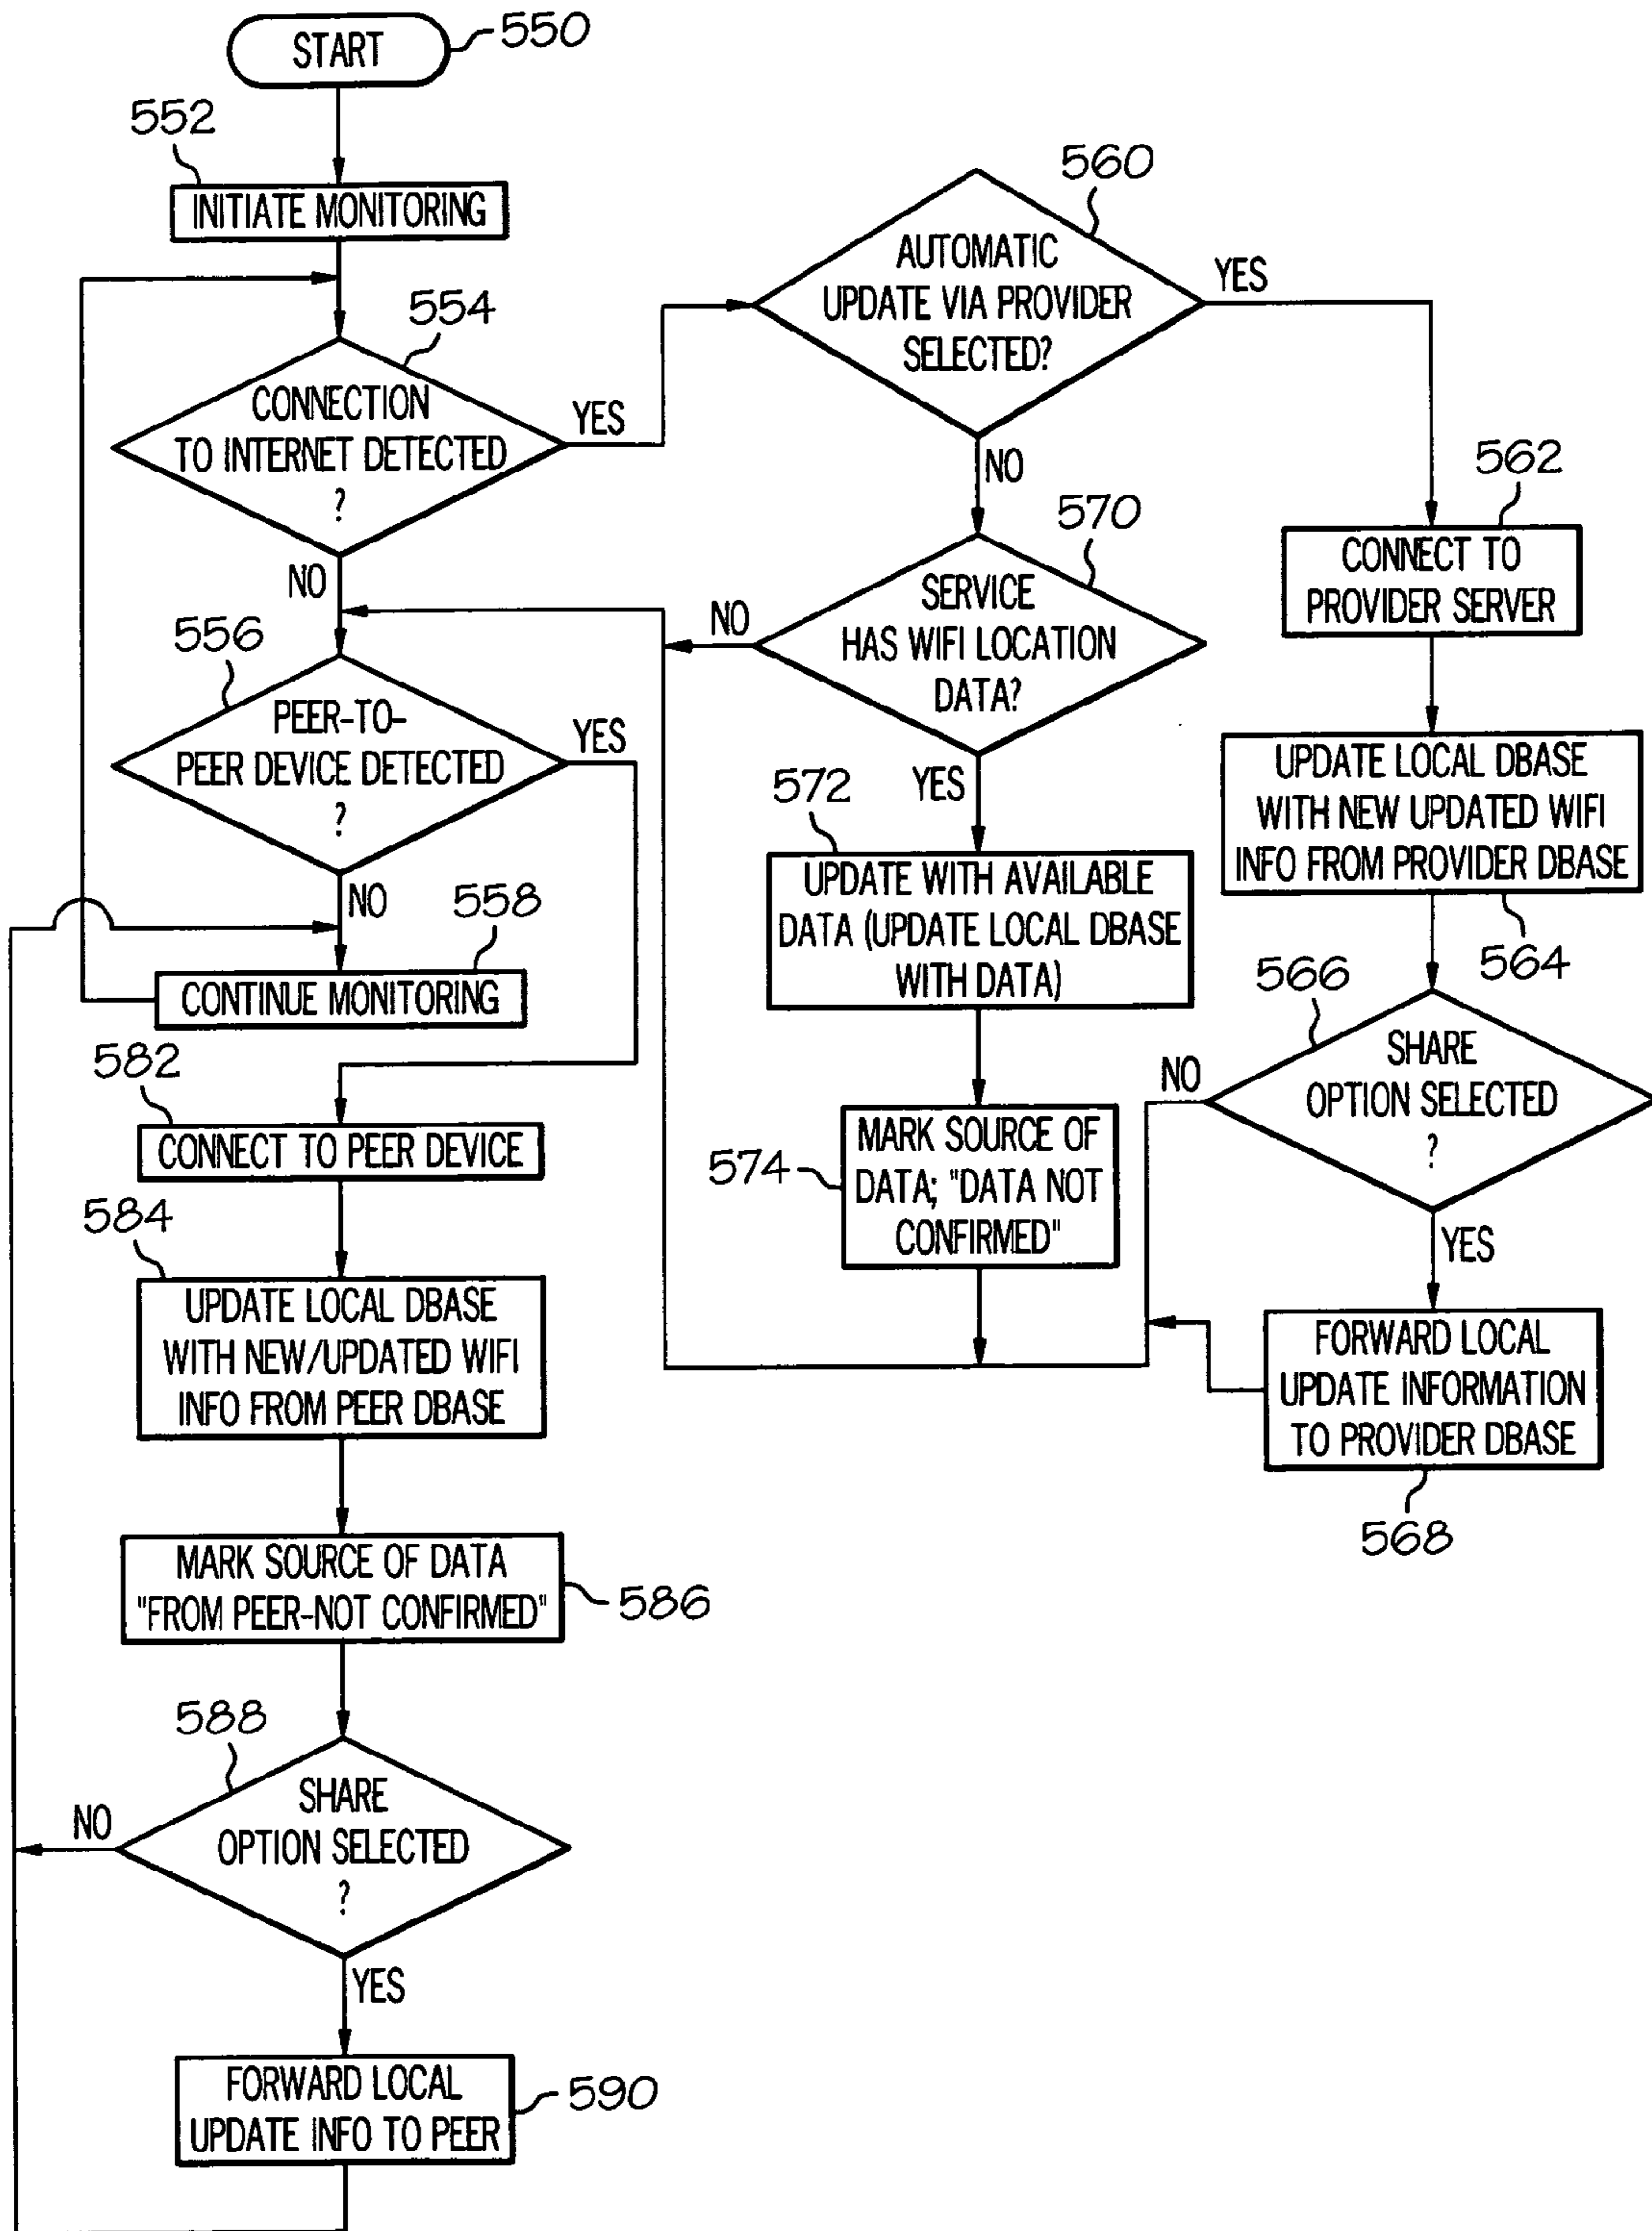 START
550
552
INITIATE MONITORING
554
CONNECTION
TO INTERNET DETECTED
?
YES
NO
556
PEER-TO-
PEER DEVICE DETECTED
?
YES
NO
558
CONTINUE MONITORING
560
AUTOMATIC
UPDATE VIA PROVIDER
SELECTED?
YES
NO
562
CONNECT TO
PROVIDER SERVER
UPDATE LOCAL DBASE
WITH NEW UPDATED WIFI
INFO FROM PROVIDER DBASE
564
566
SHARE
OPTION SELECTED
?
NO
YES
FORWARD LOCAL
UPDATE INFORMATION
TO PROVIDER DBASE
568
570
SERVICE
HAS WIFI LOCATION
DATA?
NO
YES
572
UPDATE WITH AVAILABLE
DATA (UPDATE LOCAL DBASE
WITH DATA)
574
MARK SOURCE OF
DATA; "DATA NOT
CONFIRMED"
582
CONNECT TO PEER DEVICE
584
UPDATE LOCAL DBASE
WITH NEW/UPDATED WIFI
INFO FROM PEER DBASE
MARK SOURCE OF DATA
"FROM PEER-NOT CONFIRMED"
586
588
SHARE
OPTION SELECTED
?
NO
YES
FORWARD LOCAL
UPDATE INFO TO PEER
590